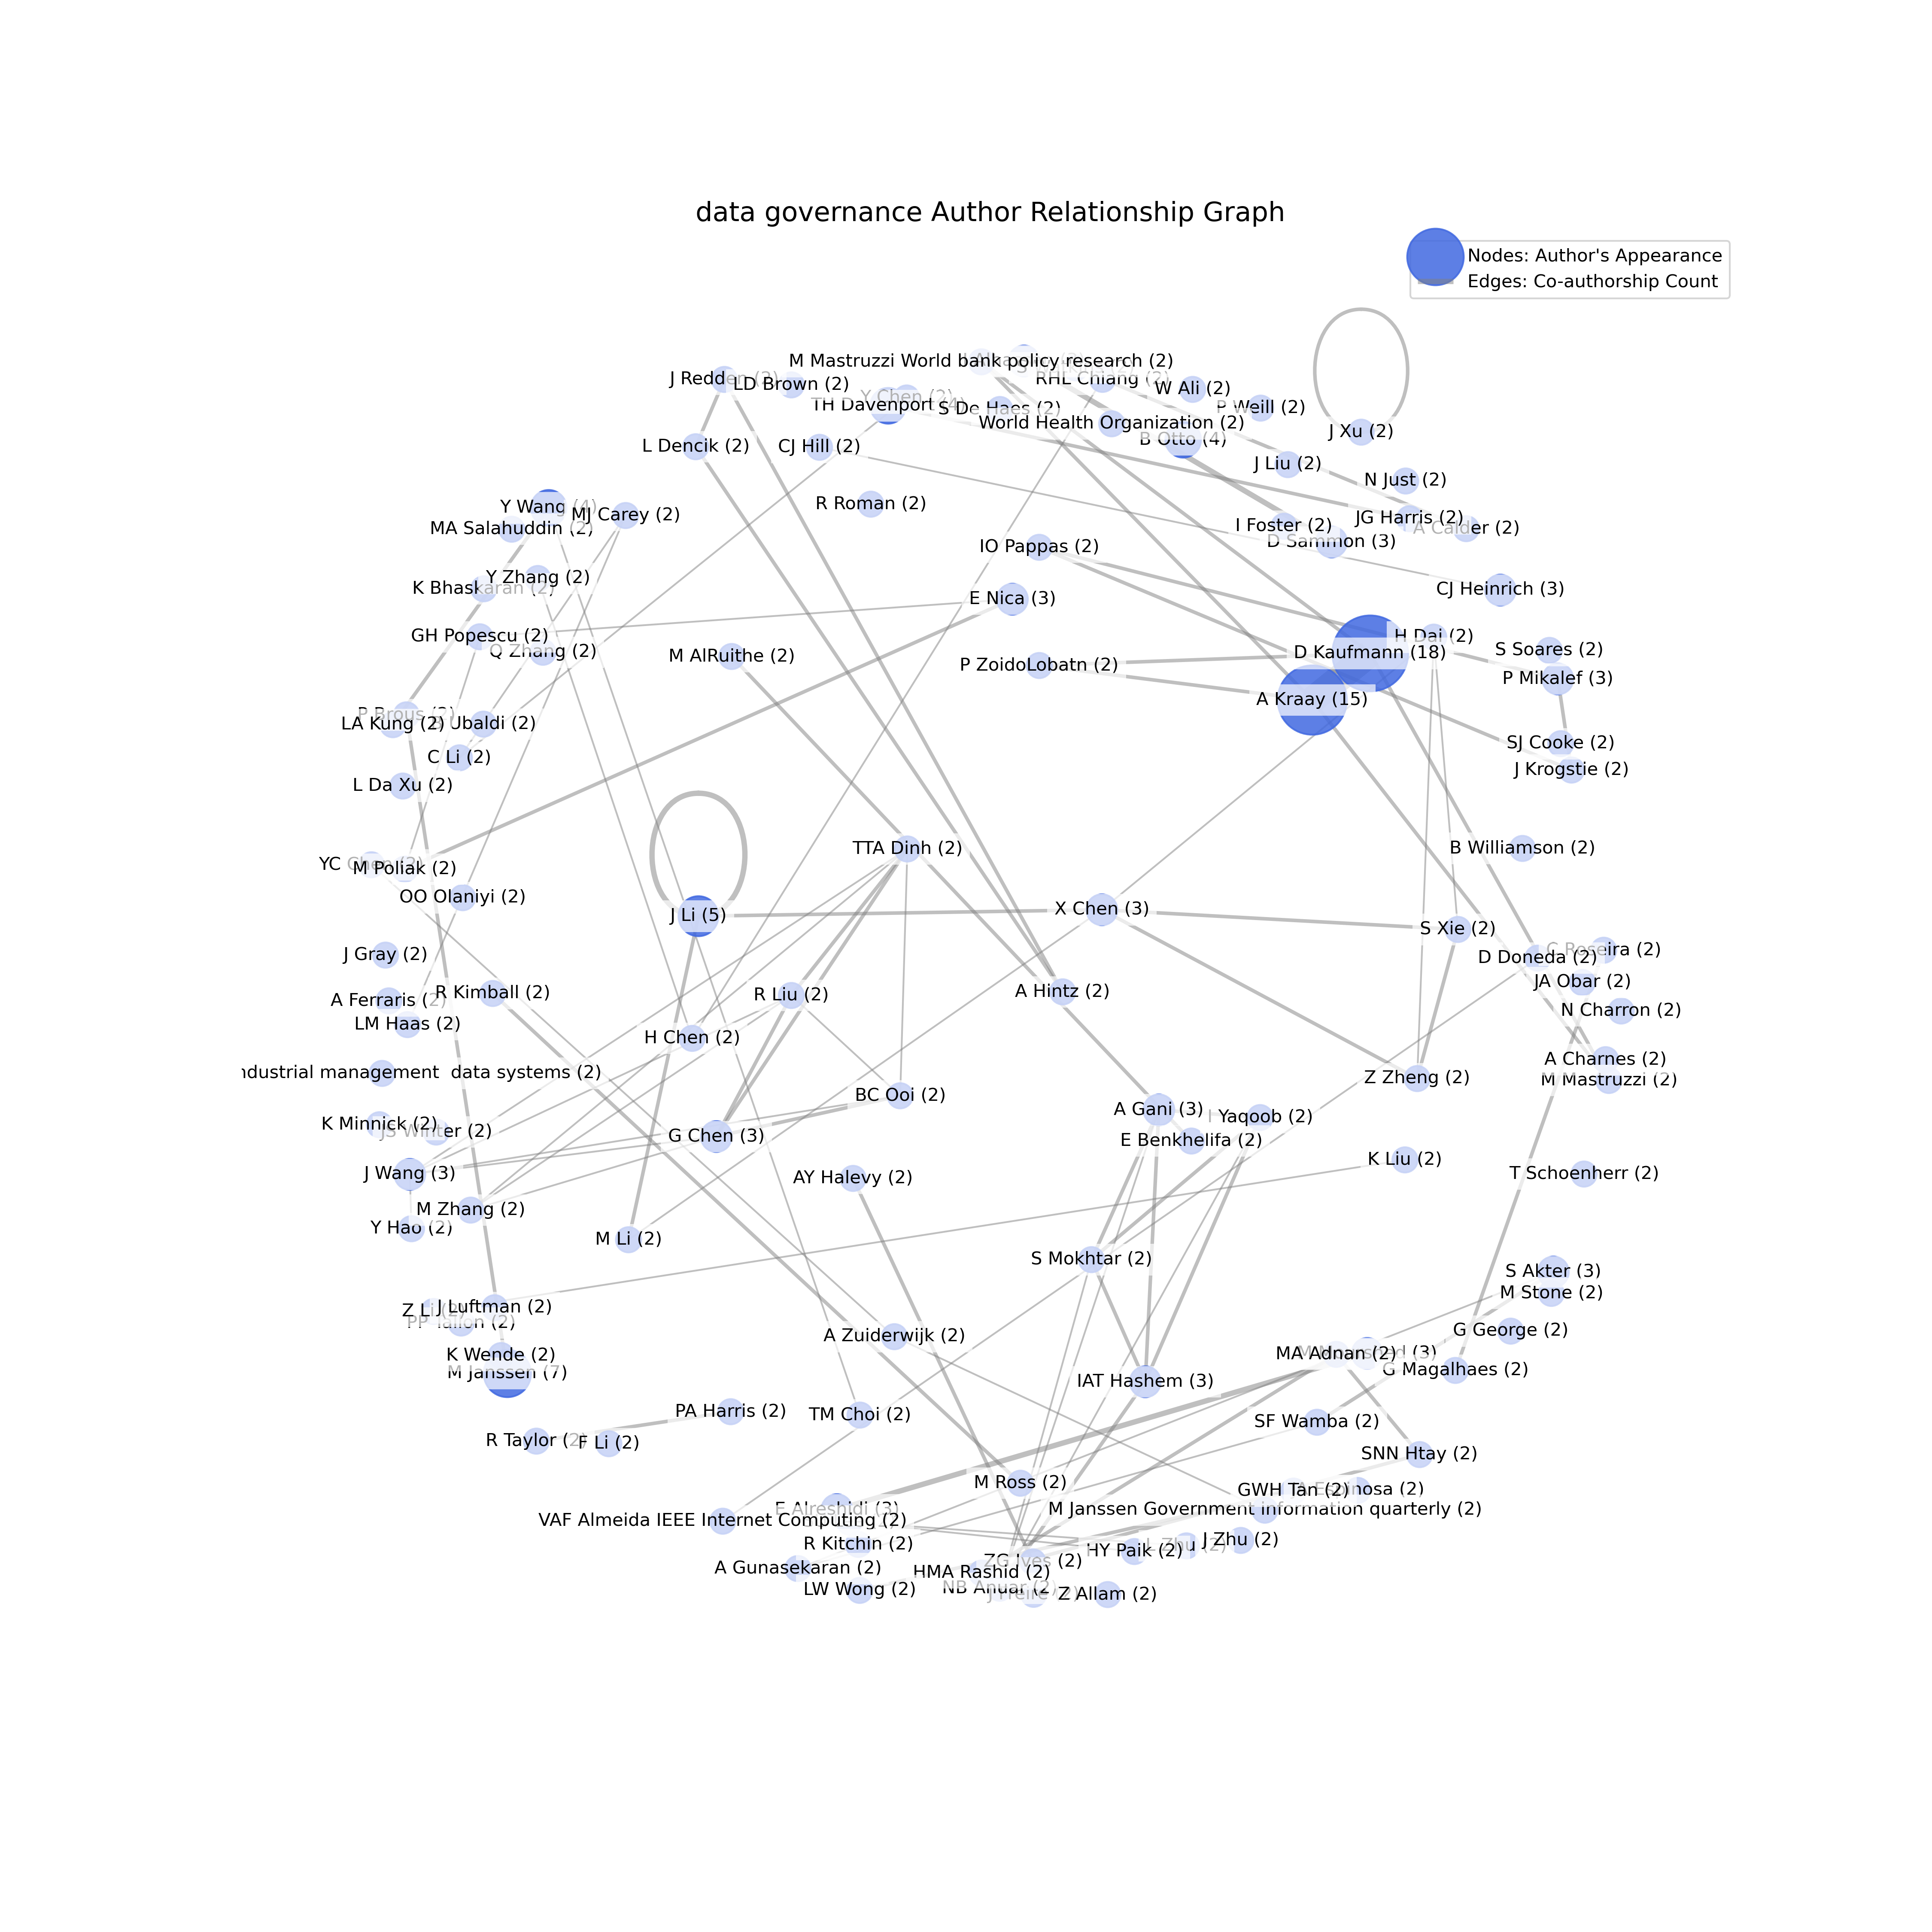 data governance Author Relationship Graph
Nodes: Author's Appearance
Edges: Co-authorship Count
M Mastruzzi World bank policy research (2)
J Redden (2)
LD Brown (2)
RHL Chiang (2)
W Ali (2)
Y Chen (2)
TH Davenport (4)
S De Haes (2)
P Weill (2)
World Health Organization (2)
J Xu (2)
B Otto (4)
L Dencik (2)
CJ Hill (2)
J Liu (2)
N Just (2)
R Roman (2)
Y Wang (4)
MJ Carey (2)
JG Harris (2)
MA Salahuddin (2)
I Foster (2)
A Calder (2)
D Sammon (3)
IO Pappas (2)
Y Zhang (2)
K Bhaskaran (2)
CJ Heinrich (3)
E Nica (3)
GH Popescu (2)
H Dai (2)
Q Zhang (2)
M AlRuithe (2)
D Kaufmann (18)
S Soares (2)
P ZoidoLobatn (2)
P Mikalef (3)
A Kraay (15)
P Brous (2)
LA Kung (2)
Ubaldi (2)
SJ Cooke (2)
C Li (2)
J Krogstie (2)
L Da Xu (2)
TTA Dinh (2)
B Williamson (2)
YC Chen (2)
M Poliak (2)
OO Olaniyi (2)
J Li (5)
X Chen (3)
S Xie (2)
J Gray (2)
C Roseira (2)
D Doneda (2)
JA Obar (2)
A Ferraris (2)
R Kimball (2)
R Liu (2)
A Hintz (2)
N Charron (2)
LM Haas (2)
H Chen (2)
A Charnes (2)
ndustrial management  data systems (2)
Z Zheng (2)
M Mastruzzi (2)
BC Ooi (2)
A Gani (3)
I Yaqoob (2)
K Minnick (2)
JS Winter (2)
G Chen (3)
E Benkhelifa (2)
K Liu (2)
J Wang (3)
AY Halevy (2)
T Schoenherr (2)
M Zhang (2)
Y Hao (2)
M Li (2)
S Mokhtar (2)
S Akter (3)
M Stone (2)
Z Li (2)
J Luftman (2)
PP Tallon (2)
A Zuiderwijk (2)
G George (2)
K Wende (2)
MA Adnan (2)
M Janssen (7)
G Magalhaes (2)
IAT Hashem (3)
PA Harris (2)
TM Choi (2)
SF Wamba (2)
R Taylor (2)
F Li (2)
SNN Htay (2)
M Ross (2)
GWH Tan (2)
Espinosa (2)
E Alreshidi (3)
M Janssen Government information quarterly (2)
VAF Almeida IEEE Internet Computing (2)
R Kitchin (2)
HY Paik (2)
L Zhu (2)
J Zhu (2)
ZG Ives (2)
A Gunasekaran (2)
HMA Rashid (2)
LW Wong (2)
NB Anuar (2)
J Freire (2)
Z Allam (2)